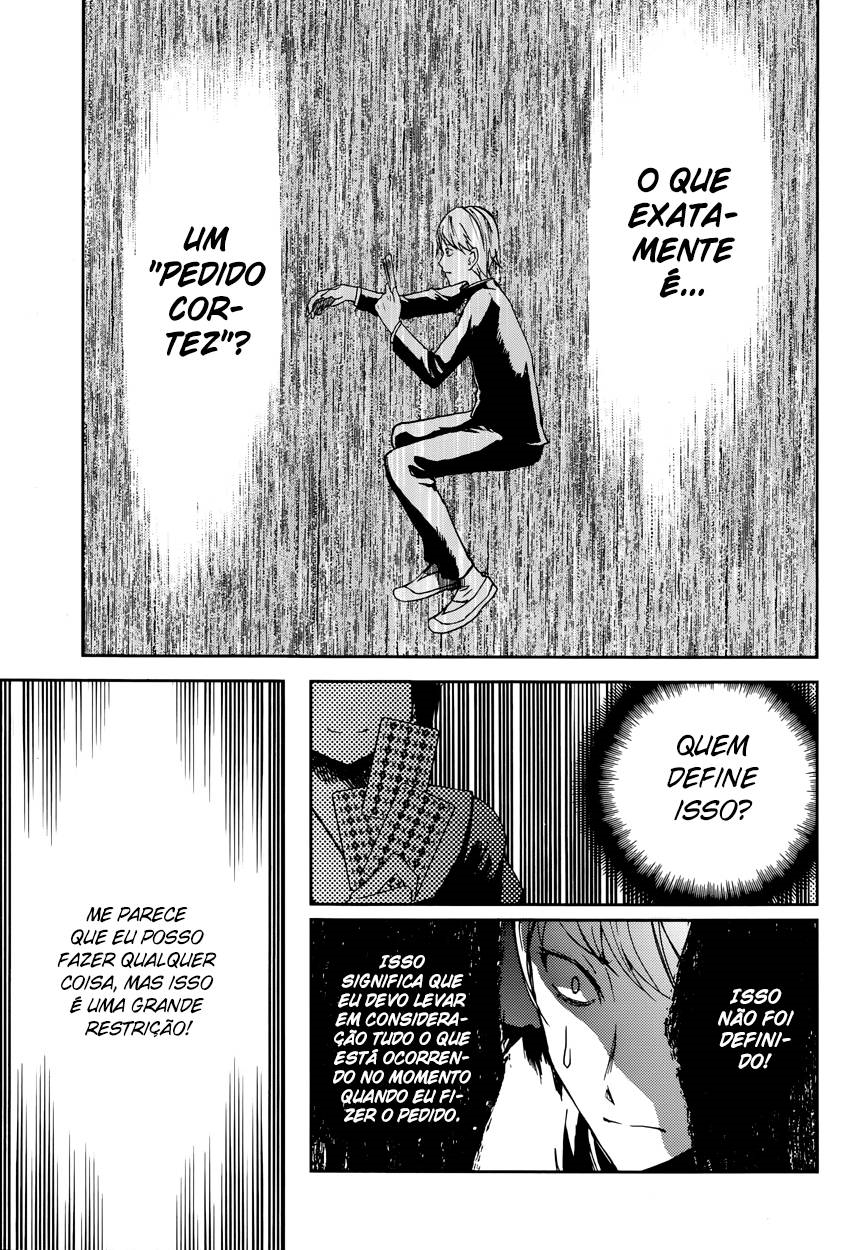 O QUE
EXATA-
MENTE
É...
UM
"PEDIDO
COR-
TEZ"?
QUEM
DEFINE
ISSO?
ISSO
NÃO FOI
DEFINI-
DO!
ISSO
SIGNIFICA QUE
EU DEVO LEVAR
EM CONSIDERA-
ÇÃO TUDO O QUE
ESTÁ OCORREN-
DO NO MOMENTO
QUANDO EU FI-
ZER O PEDIDO.
ME PARECE
QUE EU POSSO
FAZER QUALQUER
COISA, MAS ISSO
É UMA GRANDE
RESTRIÇÃO!